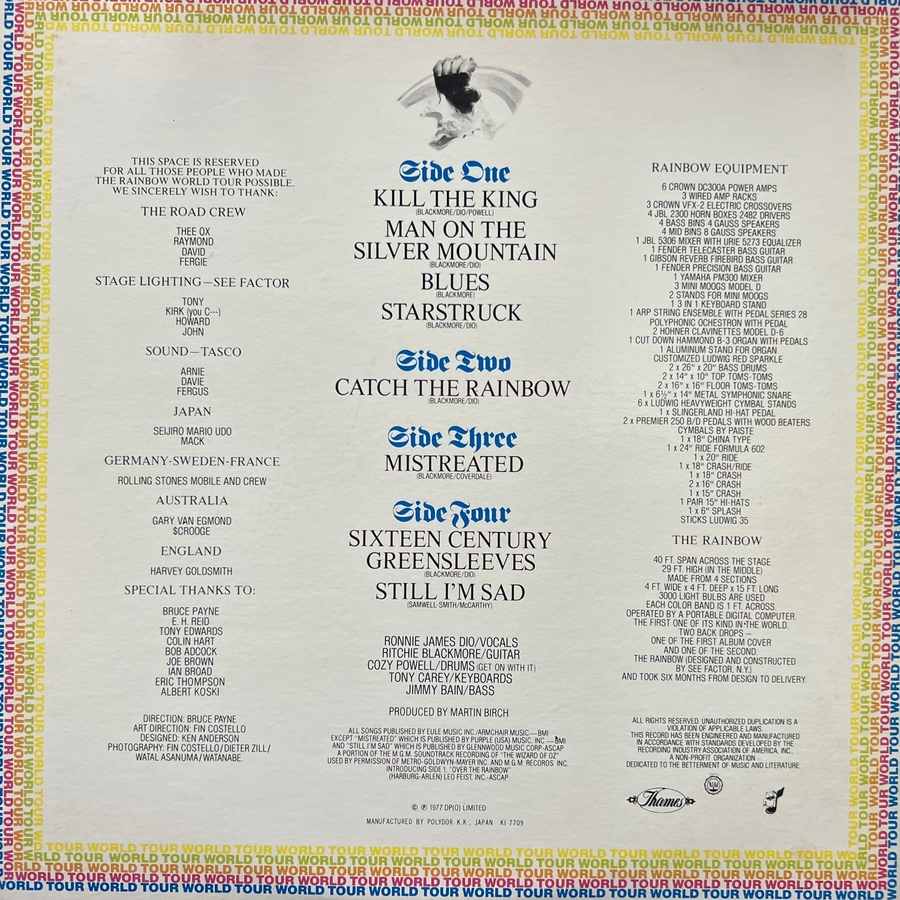 THIS SPACE IS RESERVED
FOR ALL THOSE PEOPLE WHO MADE
THE RAINBOW WORLD TOUR POSSIBLE.
WE SINCERELY WISH TO THANK:
THE ROAD CREW
THEE OX
RAYMOND
DAVID
FERGIE
STAGE LIGHTING—SEE FACTOR
TONY
KIRK (you C---)
HOWARD
JOHN
SOUND—TASCO
ARNIE
DAVIE
FERGUS
JAPAN
SEIJIRO MARIO UDO
MACK
GERMANY-SWEDEN-FRANCE
ROLLING STONES MOBILE AND CREW
AUSTRALIA
GARY VAN EGMOND
$CROOGE
ENGLAND
HARVEY GOLDSMITH
SPECIAL THANKS TO:
BRUCE PAYNE
E. H. REID
TONY EDWARDS
COLIN HART
BOB ADCOCK
JOE BROWN
IAN BROAD
ERIC THOMPSON
ALBERT KOSKI
DIRECTION: BRUCE PAYNE
ART DIRECTION: FIN COSTELLO
DESIGNED: KEN ANDERSON
PHOTOGRAPHY: FIN COSTELLO/DIETER ZILL/
WATAL ASANUMA/WATANABE.
Side One
KILL THE KING
(BLACKMORE/DIO/POWELL)
MAN ON THE
SILVER MOUNTAIN
(BLACKMORE/DIO)
BLUES
(BLACKMORE)
STARSTRUCK
(BLACKMORE/DIO)
Side Two
CATCH THE RAINBOW
(BLACKMORE/DIO)
Side Three
MISTREATED
(BLACKMORE/COVERDALE)
Side Four
SIXTEEN CENTURY
GREENSLEEVES
(BLACKMORE/DIO)
STILL I'M SAD
(SAMWELL-SMITH/McCARTHY)
RONNIE JAMES DIO/VOCALS
RITCHIE BLACKMORE/GUITAR
COZY POWELL/DRUMS (GET ON WITH IT)
TONY CAREY/KEYBOARDS
JIMMY BAIN/BASS
PRODUCED BY MARTIN BIRCH
ALL SONGS PUBLISHED BY EULE MUSIC INC./ARMCHAIR MUSIC—BMI
EXCEPT "MISTREATED" WHICH IS PUBLISHED BY PURPLE (USA) MUSIC INC.—BMI
AND "STILL I'M SAD" WHICH IS PUBLISHED BY GLENWOOD MUSIC CORP-ASCAP
A PORTION OF THE M.G.M. SOUNDTRACK RECORDING OF "THE WIZARD OF OZ"
USED BY PERMISSION OF METRO-GOLDWYN-MAYER INC. AND M.G.M. RECORDS INC.
INTRODUCING SIDE 1, "OVER THE RAINBOW"
(HARBURG-ARLEN) LEO FEIST, INC.-ASCAP
© ℗ 1977 DP(O) LIMITED
MANUFACTURED BY POLYDOR K.K., JAPAN KI 7709
RAINBOW EQUIPMENT
6 CROWN DC300A POWER AMPS
3 WIRED AMP RACKS
3 CROWN VFX-2 ELECTRIC CROSSOVERS
4 JBL 2300 HORN BOXES 2482 DRIVERS
4 BASS BINS 4 GAUSS SPEAKERS
4 MID BINS 8 GAUSS SPEAKERS
1 JBL 5306 MIXER WITH URIE 5273 EQUALIZER
1 FENDER TELECASTER BASS GUITAR
1 GIBSON REVERB FIREBIRD BASS GUITAR
1 FENDER PRECISION BASS GUITAR
1 YAMAHA PM300 MIXER
3 MINI MOOGS MODEL D
2 STANDS FOR MINI MOOGS
1 3 IN 1 KEYBOARD STAND
1 ARP STRING ENSEMBLE WITH PEDAL SERIES 28
POLYPHONIC OCHESTRON WITH PEDAL
2 HOHNER CLAVINETTES MODEL D-6
1 CUT DOWN HAMMOND B-3 ORGAN WITH PEDALS
1 ALUMINUM STAND FOR ORGAN
CUSTOMIZED LUDWIG RED SPARKLE
2 x 26" x 20" BASS DRUMS
2 x 14" x 10" TOP TOMS-TOMS
2 x 16" x 16" FLOOR TOMS-TOMS
1 x 6½" x 14" METAL SYMPHONIC SNARE
6 x LUDWIG HEAVYWEIGHT CYMBAL STANDS
1 x SLINGERLAND HI-HAT PEDAL
2 x PREMIER 250 B/D PEDALS WITH WOOD BEATERS
CYMBALS BY PAISTE
1 x 18" CHINA TYPE
1 x 24" RIDE FORMULA 602
1 x 20" RIDE
1 x 18" CRASH/RIDE
1 x 18" CRASH
2 x 16" CRASH
1 x 15" CRASH
1 PAIR 15" HI-HATS
1 x 6" SPLASH
STICKS LUDWIG 35
THE RAINBOW
40 FT. SPAN ACROSS THE STAGE
29 FT. HIGH (IN THE MIDDLE)
MADE FROM 4 SECTIONS
4 FT. WIDE x 4 FT. DEEP x 15 FT. LONG
3000 LIGHT BULBS ARE USED
EACH COLOR BAND IS 1 FT. ACROSS.
OPERATED BY A PORTABLE DIGITAL COMPUTER.
THE FIRST ONE OF ITS KIND IN THE WORLD.
TWO BACK DROPS—
ONE OF THE FIRST ALBUM COVER
AND ONE OF THE SECOND.
THE RAINBOW (DESIGNED AND CONSTRUCTED
BY SEE FACTOR, N.Y.)
AND TOOK SIX MONTHS FROM DESIGN TO DELIVERY.
ALL RIGHTS RESERVED. UNAUTHORIZED DUPLICATION IS A
VIOLATION OF APPLICABLE LAWS.
THIS RECORD HAS BEEN ENGINEERED AND MANUFACTURED
IN ACCORDANCE WITH STANDARDS DEVELOPED BY THE
RECORDING INDUSTRY ASSOCIATION OF AMERICA, INC.,
A NON-PROFIT ORGANIZATION—
DEDICATED TO THE BETTERMENT OF MUSIC AND LITERATURE.
Thames
WORLD TOUR WORLD TOUR WORLD TOUR WORLD TOUR WORLD TOUR WORLD TOUR WORLD TOUR WORLD TOUR